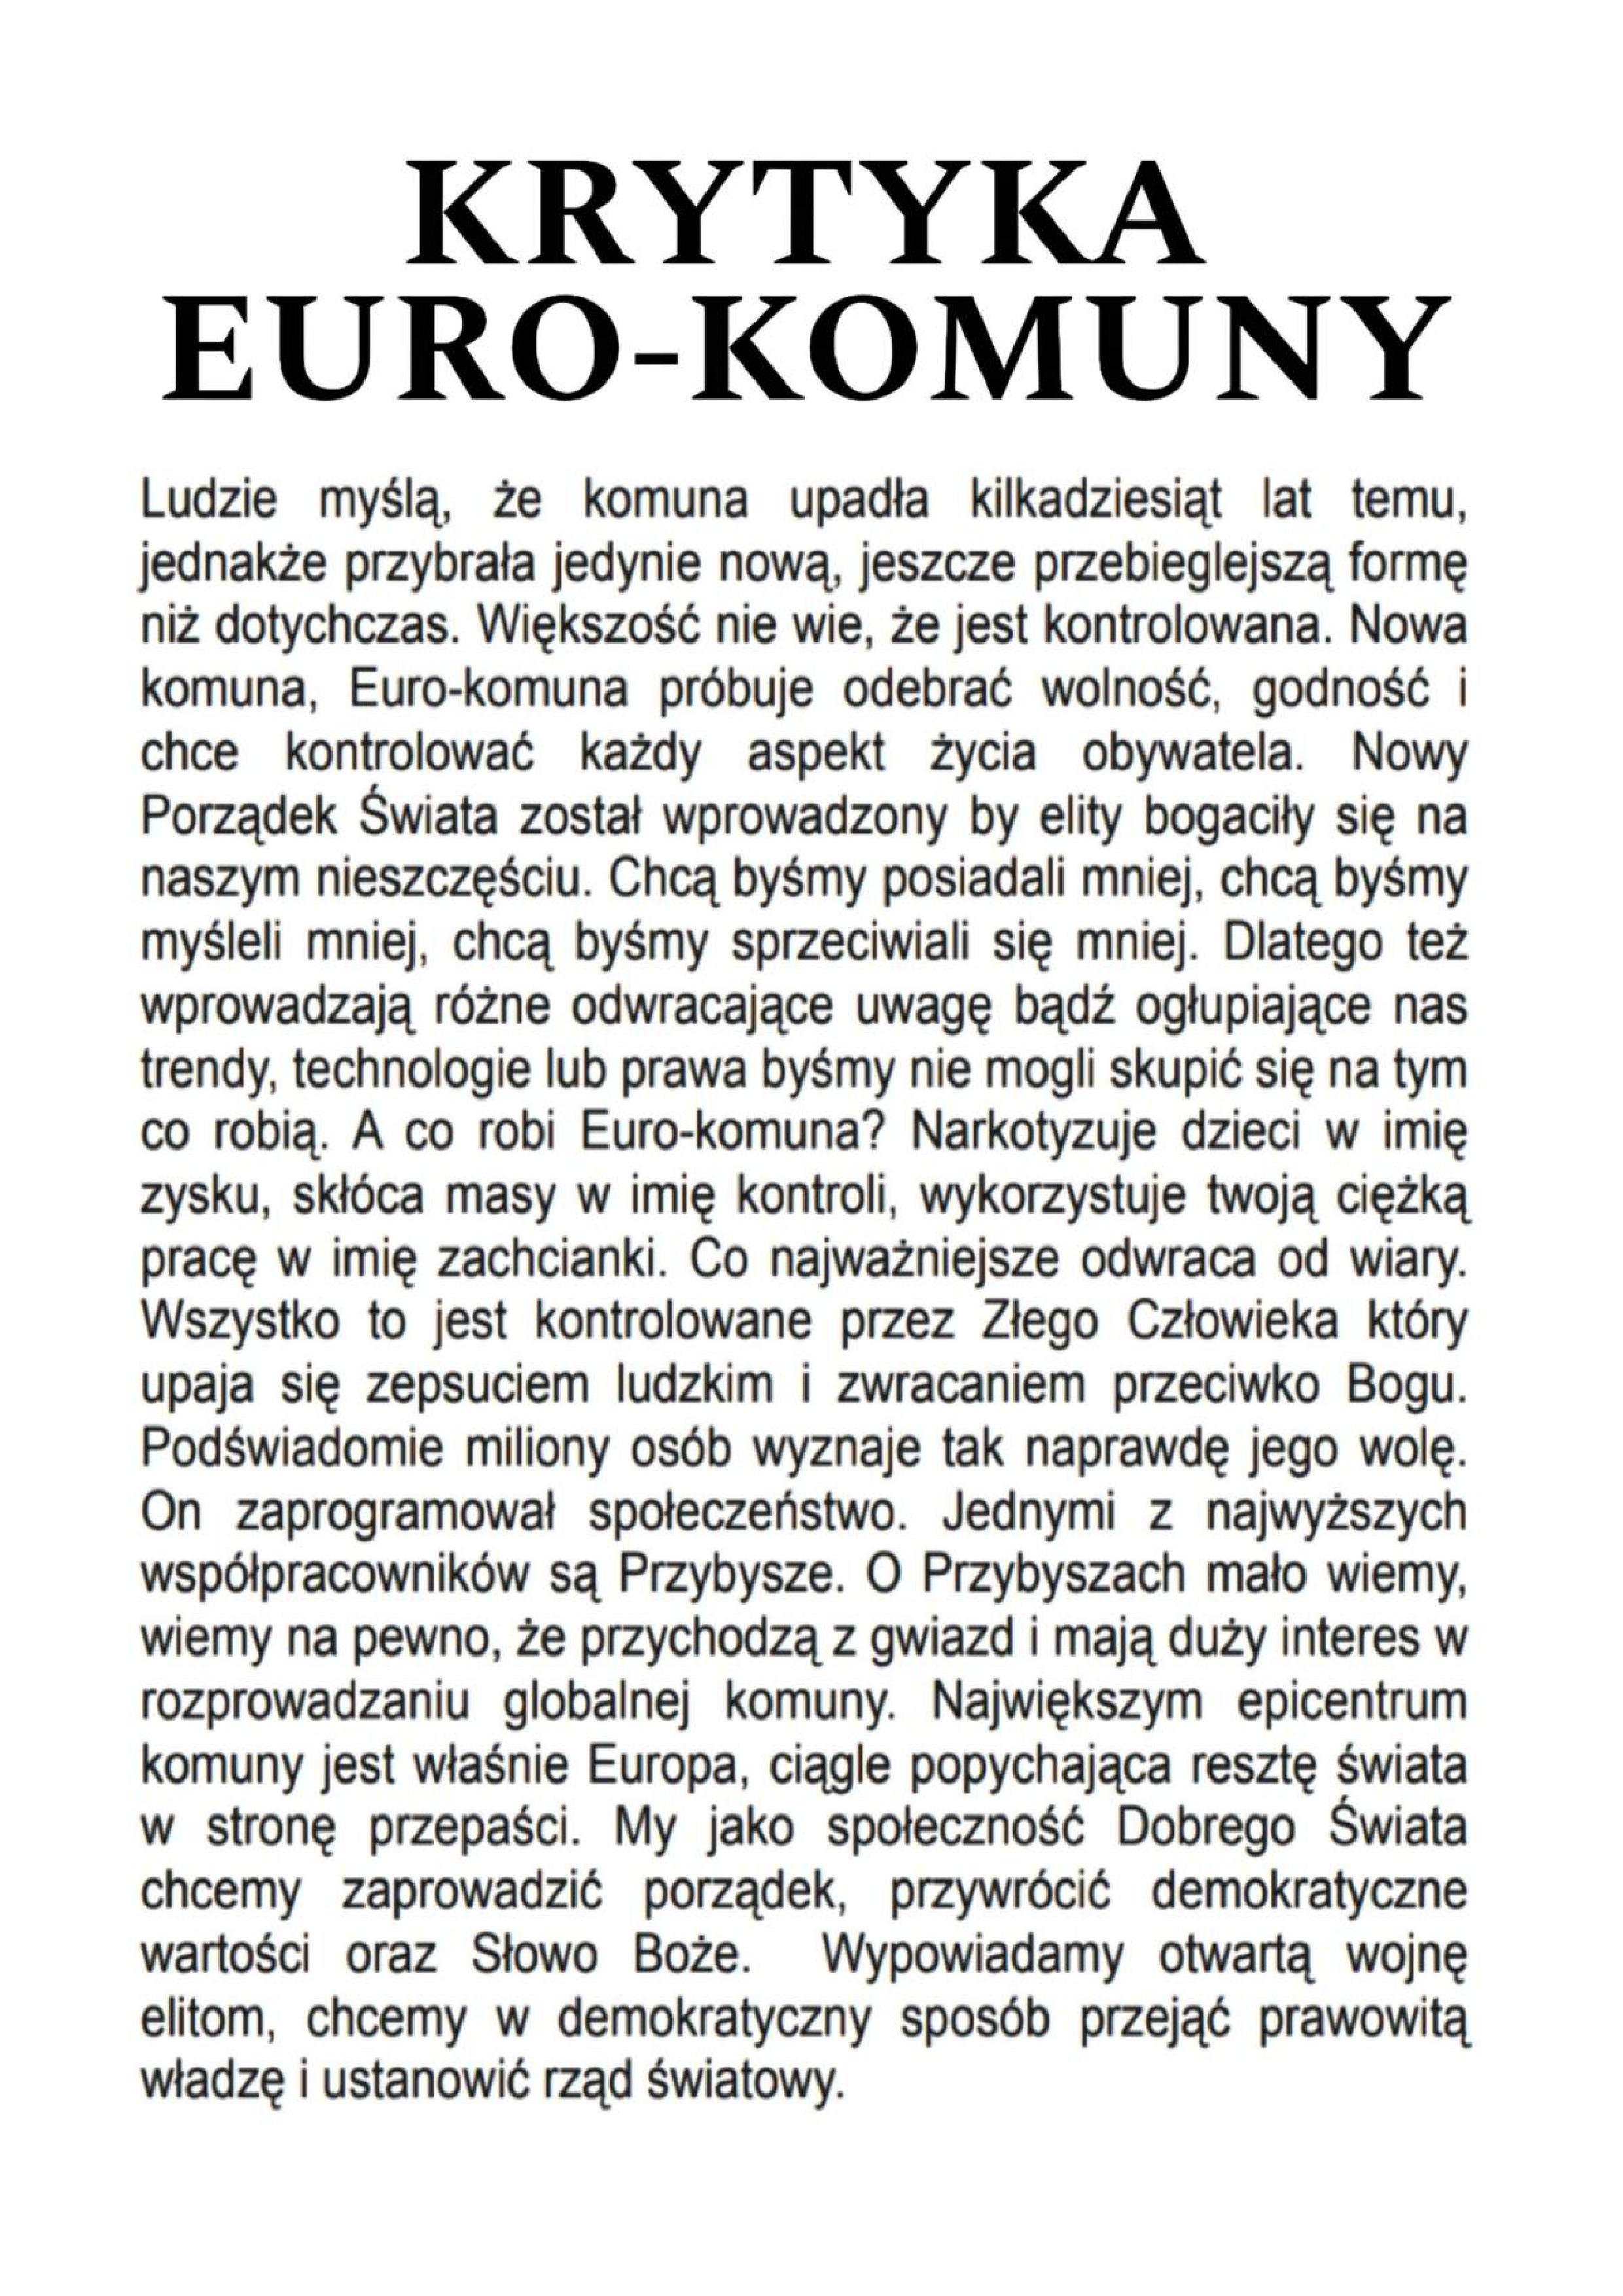 KRYTYKA
EURO-KOMUNY
Ludzie myślą, że komuna upadła kilkadziesiąt lat temu,
jednakże przybrała jedynie nową, jeszcze przebieglejszą formę
niż dotychczas. Większość nie wie, że jest kontrolowana. Nowa
komuna, Euro-komuna próbuje odebrać wolność, godność i
chce kontrolować każdy aspekt życia obywatela. Nowy
Porządek Świata został wprowadzony by elity bogaciły się na
naszym nieszczęściu. Chcą byśmy posiadali mniej, chcą byśmy
myśleli mniej, chcą byśmy sprzeciwiali się mniej. Dlatego też
wprowadzają różne odwracające uwagę bądź ogłupiające nas
trendy, technologie lub prawa byśmy nie mogli skupić się na tym
co robią. A co robi Euro-komuna? Narkotyzuje dzieci w imię
zysku, skłóca masy w imię kontroli, wykorzystuje twoją ciężką
pracę w imię zachcianki. Co najważniejsze odwraca od wiary.
Wszystko to jest kontrolowane przez Złego Człowieka który
upaja się zepsuciem ludzkim i zwracaniem przeciwko Bogu.
Podświadomie miliony osób wyznaje tak naprawdę jego wolę.
On zaprogramował społeczeństwo. Jednymi z najwyższych
współpracowników są Przybysze. O Przybyszach mało wiemy,
wiemy na pewno, że przychodzą z gwiazd i mają duży interes w
rozprowadzaniu globalnej komuny. Największym epicentrum
komuny jest właśnie Europa, ciągle popychająca resztę świata
w stronę przepaści. My jako społeczność Dobrego Świata
chcemy zaprowadzić porządek, przywrócić demokratyczne
wartości oraz Słowo Boże. Wypowiadamy otwartą wojnę
elitom, chcemy w demokratyczny sposób przejąć prawowitą
władzę i ustanowić rząd światowy.